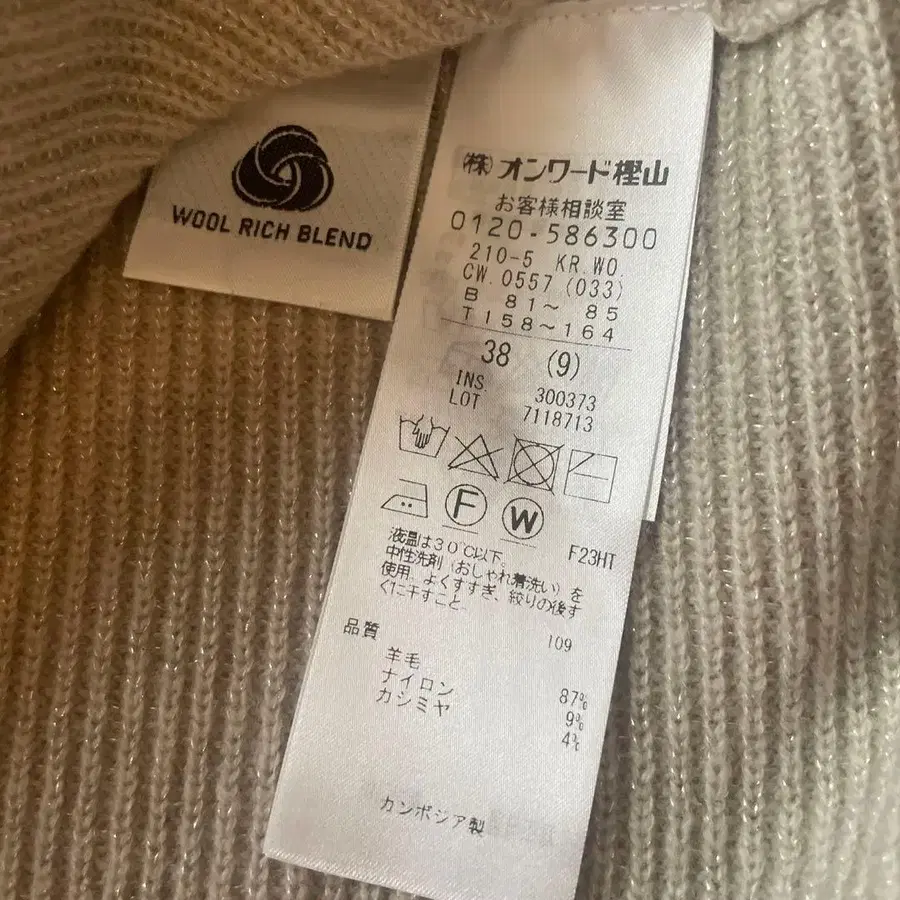 WOOL RICH BLEND
(株)オンワード樫山
お客様相談室
0120-586300
210-5 KR.WO.
CW.0557 (033)
B 81〜 85
T158〜164
38 (9)
INS. 300373
LOT 7118713
F W
F23HT
液温は30℃以下。
中性洗剤（おしゃれ着洗い）を
使用、よくすすぎ、絞りの後す
ぐに干すこと。
109
品質
羊毛 87%
ナイロン 9%
カシミヤ 4%
カンボジア製